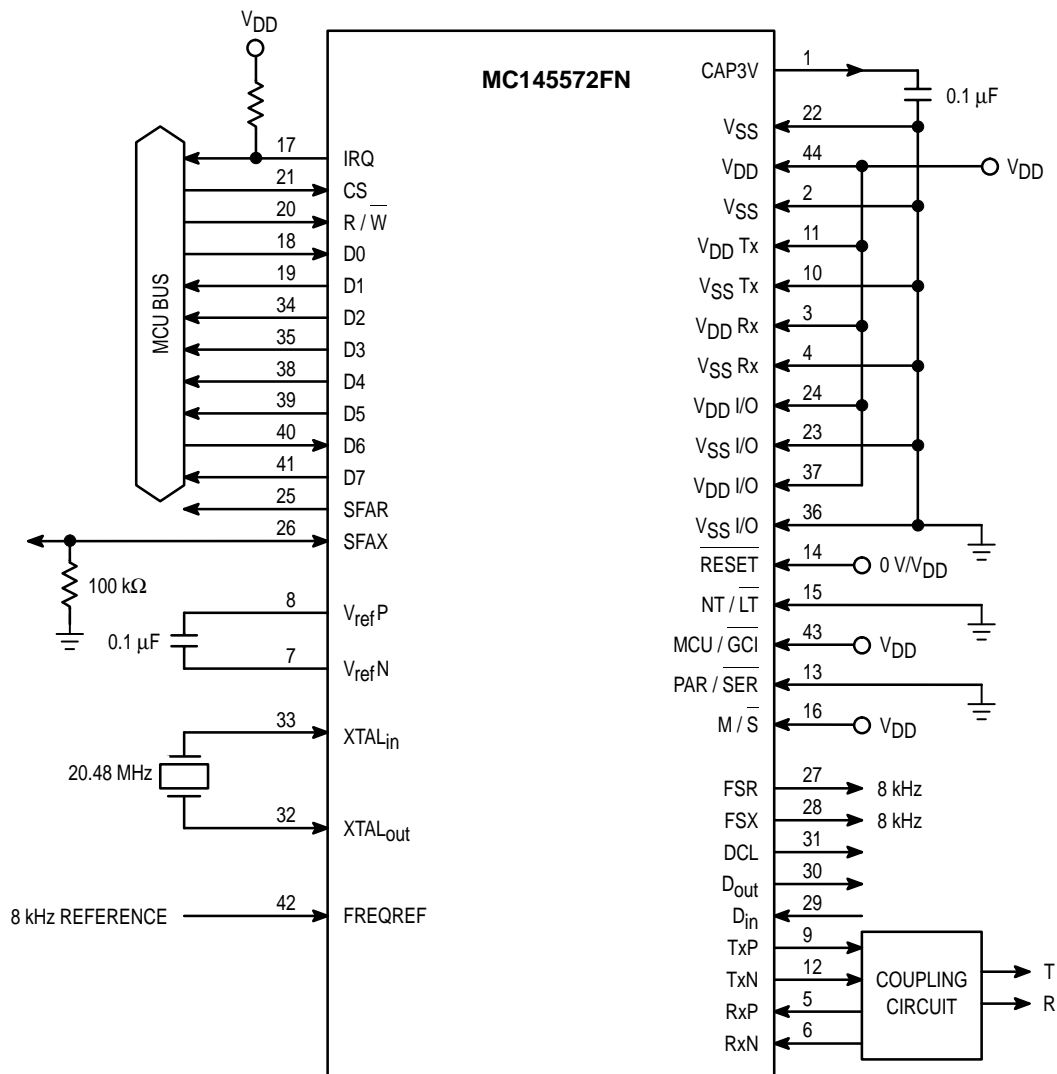 VDD
MC145572FN
MCU BUS
17 IRQ
21 CS
20 R / W
18 D0
19 D1
34 D2
35 D3
38 D4
39 D5
40 D6
41 D7
25 SFAR
26 SFAX
100 kΩ
8 VrefP
0.1 µF
7 VrefN
33 XTALin
20.48 MHz
32 XTALout
8 kHz REFERENCE 42 FREQREF
CAP3V 1
0.1 µF
VSS 22
VDD 44 VDD
VSS 2
VDD Tx 11
VSS Tx 10
VDD Rx 3
VSS Rx 4
VDD I/O 24
VSS I/O 23
VDD I/O 37
VSS I/O 36
RESET 14 0 V/VDD
NT / LT 15
MCU / GCI 43 VDD
PAR / SER 13
M / S 16 VDD
FSR 27 8 kHz
FSX 28 8 kHz
DCL 31
Dout 30
Din 29
TxP 9
TxN 12
RxP 5
RxN 6
COUPLING
CIRCUIT
T
R